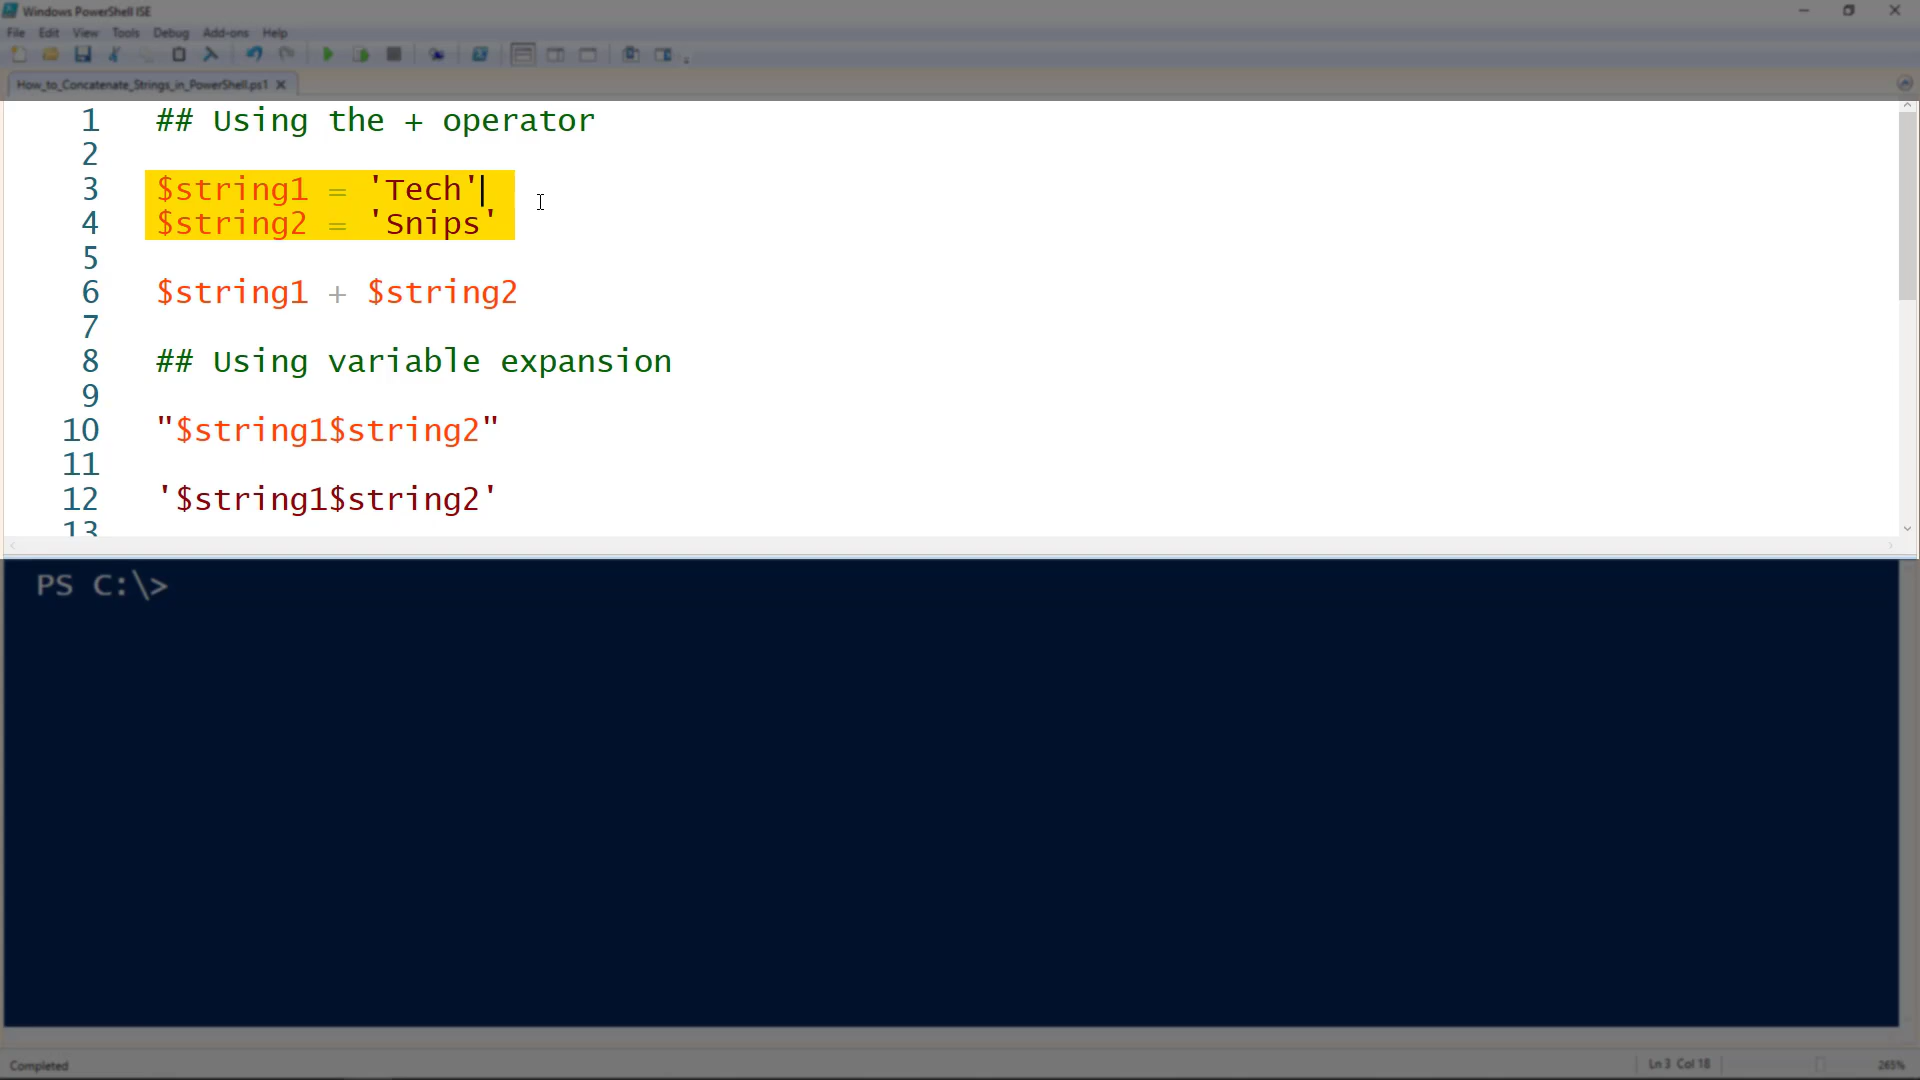 Windows PowerShell ISE
File Edit View Tools Debug Add-ons Help
How_to_Concatenate_Strings_in_PowerShell.ps1
1 ## Using the + operator
2
3 $string1 = 'Tech'
4 $string2 = 'Snips'
5
6 $string1 + $string2
7
8 ## Using variable expansion
9
10 "$string1$string2"
11
12 '$string1$string2'
13
PS C:\>
Completed
Ln 3 Col 18
265%